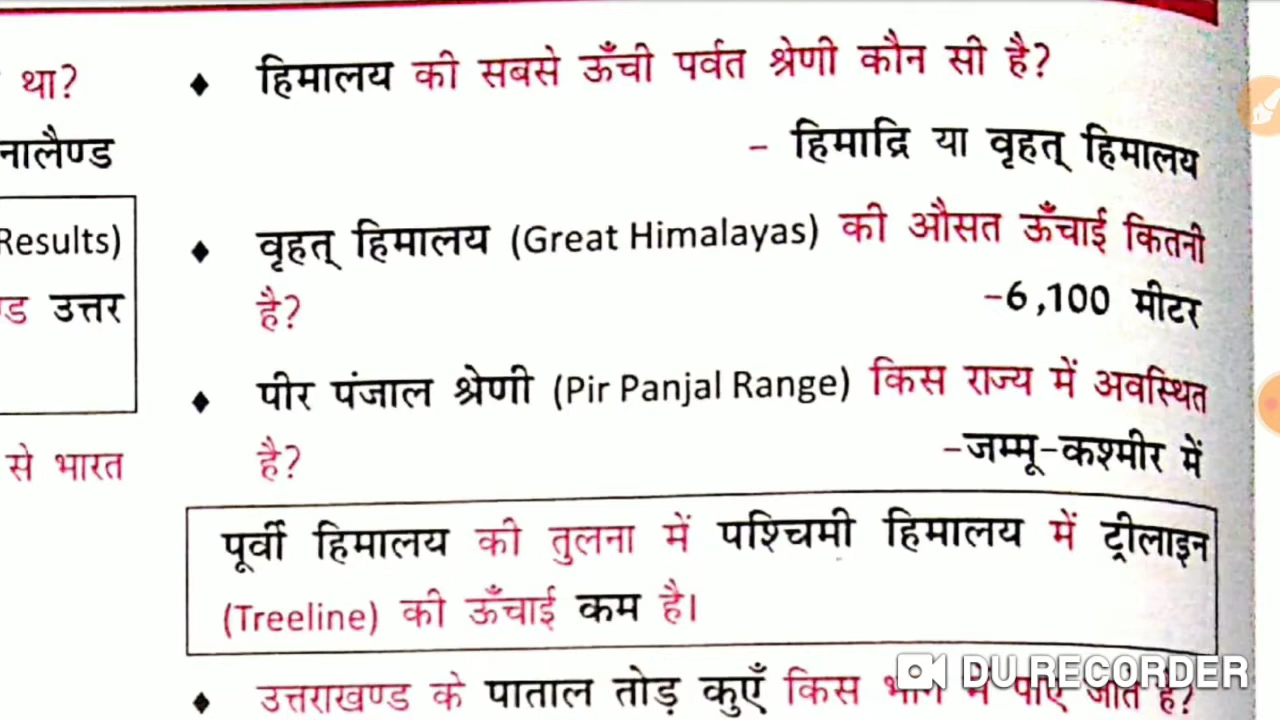 था?
नालैण्ड
Results)
ड उत्तर
से भारत
♦ हिमालय की सबसे ऊँची पर्वत श्रेणी कौन सी है?
– हिमाद्रि या वृहत् हिमालय
♦ वृहत् हिमालय (Great Himalayas) की औसत ऊँचाई कितनी
है? –6,100 मीटर
♦ पीर पंजाल श्रेणी (Pir Panjal Range) किस राज्य में अवस्थित
है? –जम्मू-कश्मीर में
पूर्वी हिमालय की तुलना में पश्चिमी हिमालय में ट्रीलाइन
(Treeline) की ऊँचाई कम है।
♦ उत्तराखण्ड के पाताल तोड़ कुएँ किस भाग में पाए जाते है?
DU RECORDER